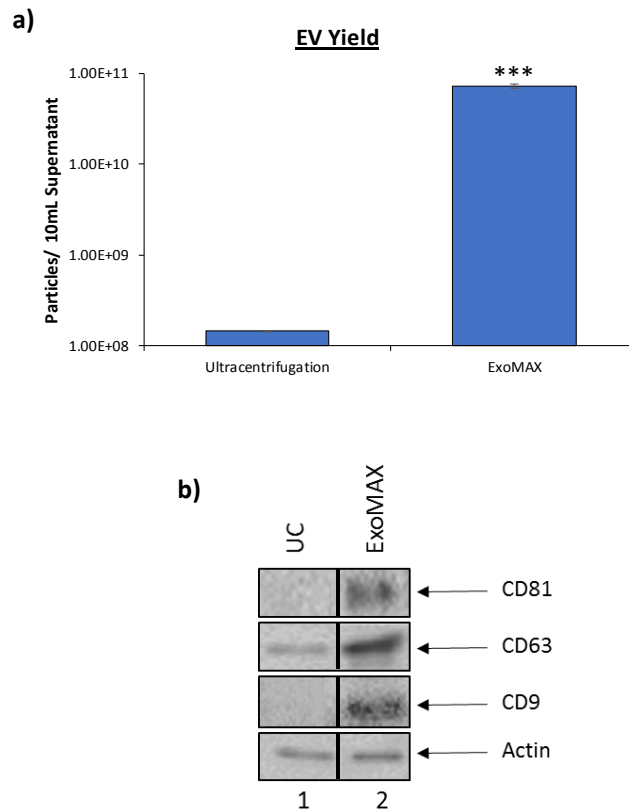 a)
EV Yield
***
1.00E+11
1.00E+10
1.00E+09
1.00E+08
Particles/ 10mL Supernatant
Ultracentrifugation
ExoMAX
b)
UC
ExoMAX
CD81
CD63
CD9
Actin
1
2